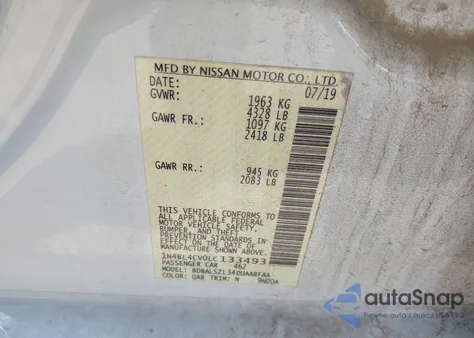 MFD BY NISSAN MOTOR CO., LTD
DATE: 07/19
GVWR: 1963 KG
4328 LB
GAWR FR.: 1097 KG
2418 LB
GAWR RR.: 945 KG
2083 LB
THIS VEHICLE CONFORMS TO
ALL APPLICABLE FEDERAL
MOTOR VEHICLE SAFETY,
BUMPER, AND THEFT
PREVENTION STANDARDS IN
EFFECT ON THE DATE OF
MANUFACTURE SHOWN ABOVE.
1N4BL4CV0LC133493
PASSENGER CAR 462
MODEL: BDBALSZL34DUAABFAA
COLOR: QAB TRIM: N 9N00A
autoSnap